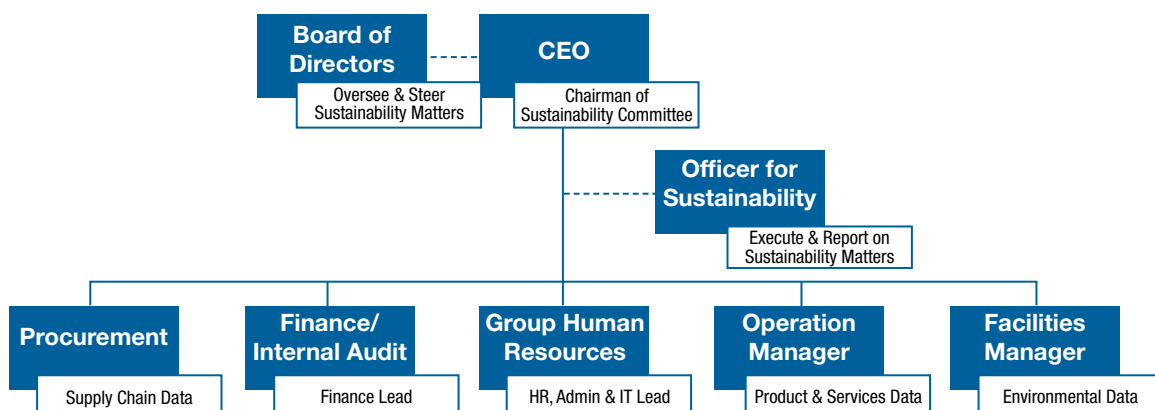 Board of
Directors
Oversee & Steer
Sustainability Matters
CEO
Chairman of
Sustainability Committee
Officer for
Sustainability
Execute & Report on
Sustainability Matters
Procurement
Supply Chain Data
Finance/
Internal Audit
Finance Lead
Group Human
Resources
HR, Admin & IT Lead
Operation
Manager
Product & Services Data
Facilities
Manager
Environmental Data